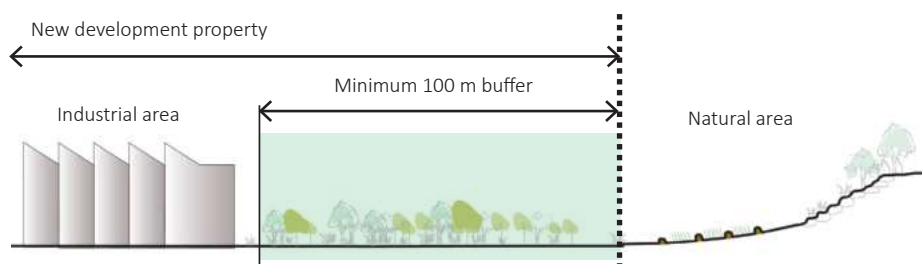 New development property
Minimum 100 m buffer
Industrial area
Natural area